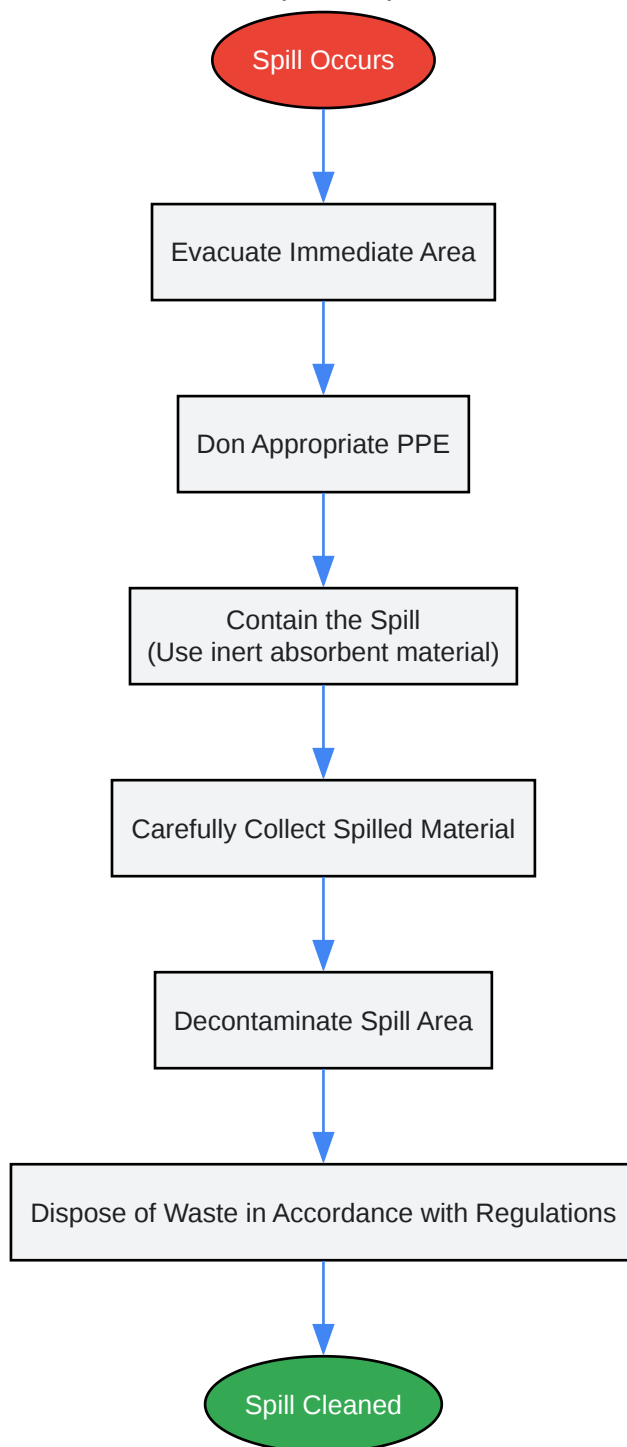 Spill Occurs
Evacuate Immediate Area
Don Appropriate PPE
Contain the Spill
(Use inert absorbent material)
Carefully Collect Spilled Material
Decontaminate Spill Area
Dispose of Waste in Accordance with Regulations
Spill Cleaned